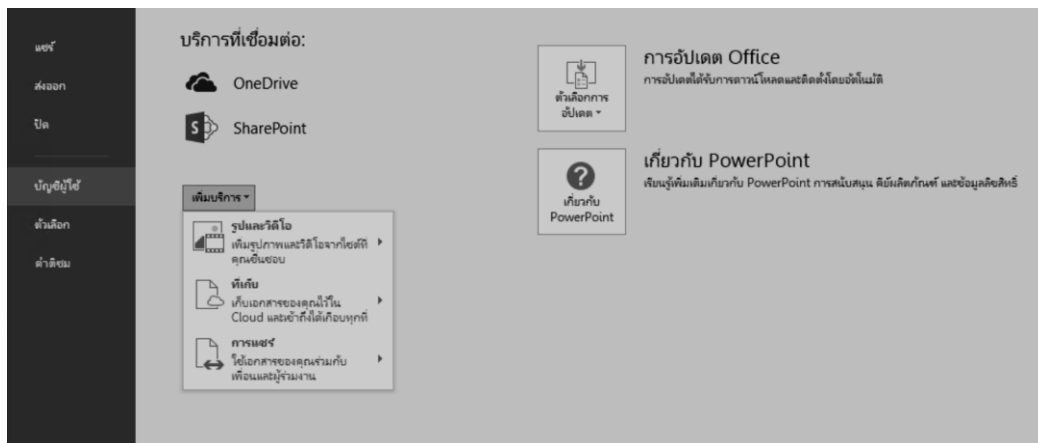 แชร์
ส่งออก
ปิด
บัญชีผู้ใช้
ตัวเลือก
คำติชม
บริการที่เชื่อมต่อ:
OneDrive
S
SharePoint
เพิ่มบริการ
รูปและวิดีโอ
เพิ่มรูปภาพและวิดีโอจากไซต์ที่
คุณชื่นชอบ
ที่เก็บ
เก็บเอกสารของคุณไว้ใน
Cloud และเข้าถึงได้เกือบทุกที่
การแชร์
ใช้เอกสารของคุณร่วมกับ
เพื่อนและผู้ร่วมงาน
ตัวเลือกการ
อัปเดต
การอัปเดต Office
การอัปเดตได้รับการดาวน์โหลดและติดตั้งโดยอัตโนมัติ
เกี่ยวกับ
PowerPoint
เกี่ยวกับ PowerPoint
เรียนรู้เพิ่มเติมเกี่ยวกับ PowerPoint การสนับสนุน คีย์ผลิตภัณฑ์ และข้อมูลลิขสิทธิ์